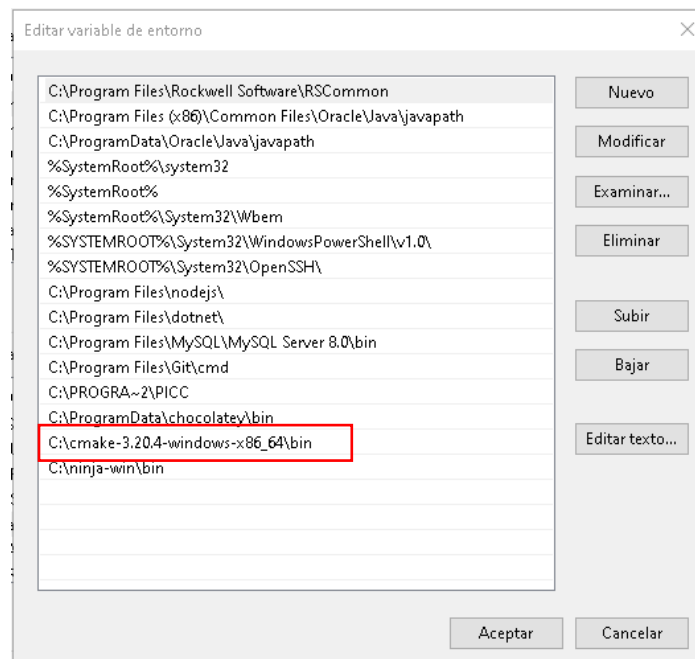 Editar variable de entorno
C:\Program Files\Rockwell Software\RSCommon
C:\Program Files (x86)\Common Files\Oracle\Java\javapath
C:\ProgramData\Oracle\Java\javapath
%SystemRoot%\system32
%SystemRoot%
%SystemRoot%\System32\Wbem
%SYSTEMROOT%\System32\WindowsPowerShell\v1.0\
%SYSTEMROOT%\System32\OpenSSH\
C:\Program Files\nodejs\
C:\Program Files\dotnet\
C:\Program Files\MySQL\MySQL Server 8.0\bin
C:\Program Files\Git\cmd
C:\PROGRA~2\PICC
C:\ProgramData\chocolatey\bin
C:\cmake-3.20.4-windows-x86_64\bin
C:\ninja-win\bin
Nuevo
Modificar
Examinar...
Eliminar
Subir
Bajar
Editar texto...
Aceptar
Cancelar